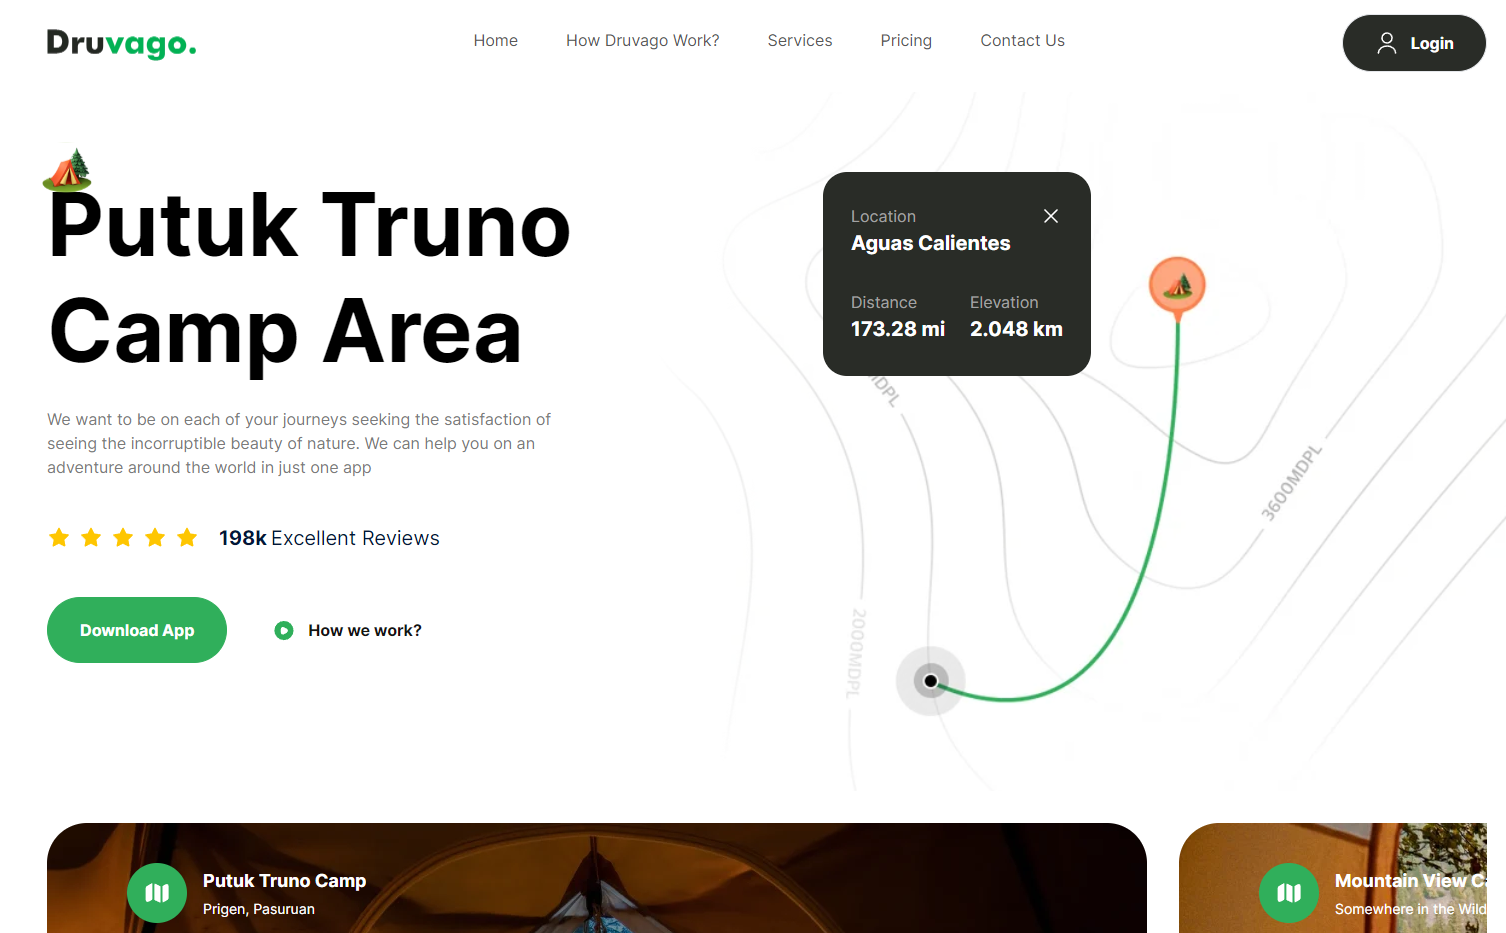 Druvago.
Home
How Druvago Work?
Services
Pricing
Contact Us
Login
Putuk Truno
Camp Area
We want to be on each of your journeys seeking the satisfaction of
seeing the incorruptible beauty of nature. We can help you on an
adventure around the world in just one app
198k Excellent Reviews
Download App
How we work?
Location
Aguas Calientes
Distance
Elevation
173.28 mi
2.048 km
3600MDPL
2000MDPL
Putuk Truno Camp
Prigen, Pasuruan
Mountain View
Somewhere in the Wild